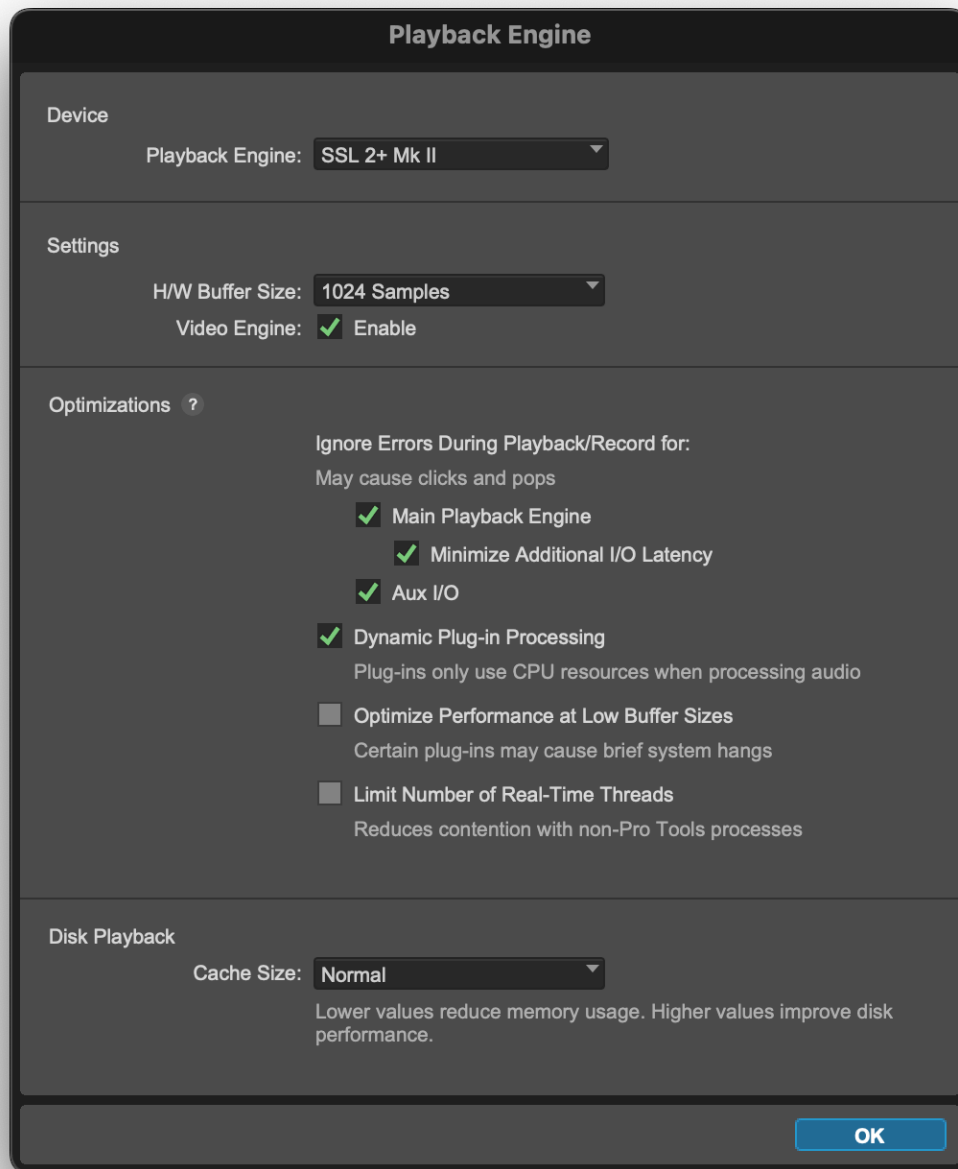 Playback Engine
Device
Playback Engine: SSL 2+ Mk II
Settings
H/W Buffer Size: 1024 Samples
Video Engine: Enable
Optimizations ?
Ignore Errors During Playback/Record for:
May cause clicks and pops
Main Playback Engine
Minimize Additional I/O Latency
Aux I/O
Dynamic Plug-in Processing
Plug-ins only use CPU resources when processing audio
Optimize Performance at Low Buffer Sizes
Certain plug-ins may cause brief system hangs
Limit Number of Real-Time Threads
Reduces contention with non-Pro Tools processes
Disk Playback
Cache Size: Normal
Lower values reduce memory usage. Higher values improve disk
performance.
OK